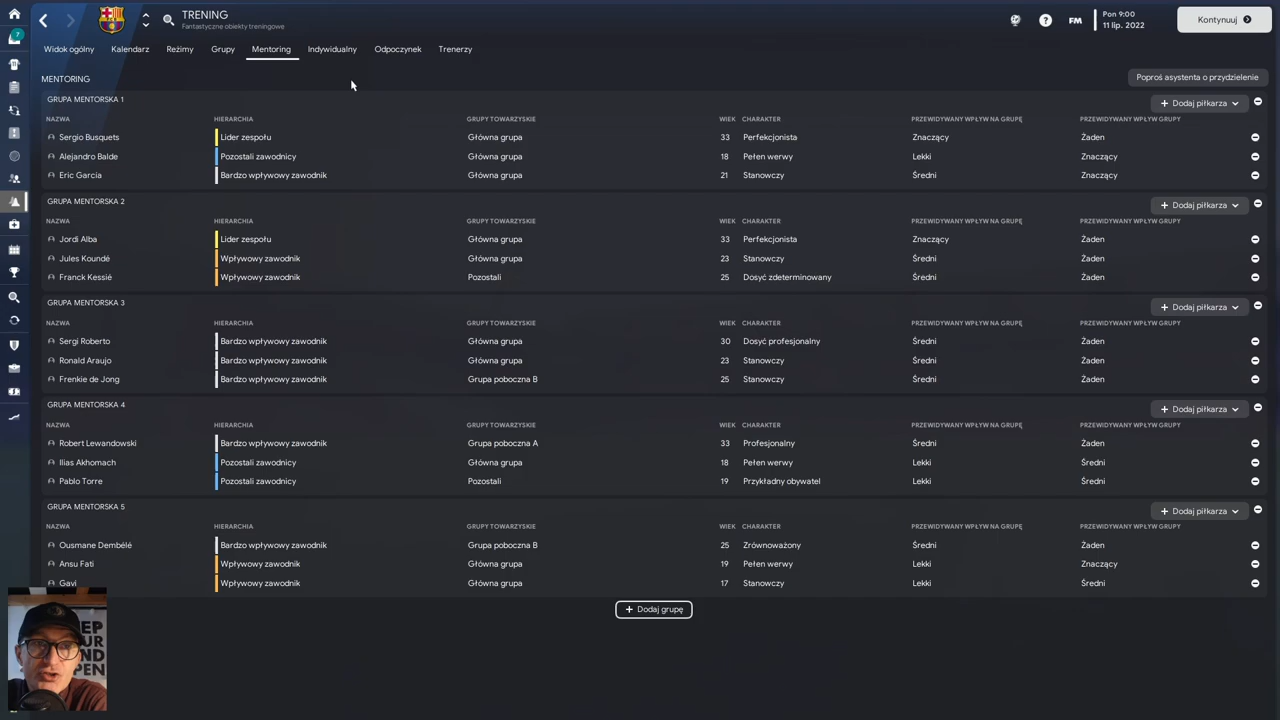 TRENING
Fantastyczne obiekty treningowe
FM
Pon 9:00
11 lip. 2022
Kontynuuj
7
Widok ogólny Kalendarz Reżimy Grupy Mentoring Indywidualny Odpoczynek Trenerzy
MENTORING
Poproś asystenta o przydzielenie
GRUPA MENTORSKA 1
+ Dodaj piłkarza
NAZWA HIERARCHIA GRUPY TOWARZYSKIE WIEK CHARAKTER PRZEWIDYWANY WPŁYW NA GRUPĘ PRZEWIDYWANY WPŁYW GRUPY
Sergio Busquets Lider zespołu Główna grupa 33 Perfekcjonista Znaczący Żaden
Alejandro Balde Pozostali zawodnicy Główna grupa 18 Pełen werwy Lekki Znaczący
Eric García Bardzo wpływowy zawodnik Główna grupa 21 Stanowczy Średni Znaczący
GRUPA MENTORSKA 2
+ Dodaj piłkarza
NAZWA HIERARCHIA GRUPY TOWARZYSKIE WIEK CHARAKTER PRZEWIDYWANY WPŁYW NA GRUPĘ PRZEWIDYWANY WPŁYW GRUPY
Jordi Alba Lider zespołu Główna grupa 33 Perfekcjonista Znaczący Żaden
Jules Koundé Wpływowy zawodnik Główna grupa 23 Stanowczy Średni Żaden
Franck Kessié Wpływowy zawodnik Pozostali 25 Dosyć zdeterminowany Średni Żaden
GRUPA MENTORSKA 3
+ Dodaj piłkarza
NAZWA HIERARCHIA GRUPY TOWARZYSKIE WIEK CHARAKTER PRZEWIDYWANY WPŁYW NA GRUPĘ PRZEWIDYWANY WPŁYW GRUPY
Sergi Roberto Bardzo wpływowy zawodnik Główna grupa 30 Dosyć profesjonalny Średni Żaden
Ronald Araujo Bardzo wpływowy zawodnik Główna grupa 23 Stanowczy Średni Żaden
Frenkie de Jong Bardzo wpływowy zawodnik Grupa poboczna B 25 Stanowczy Średni Żaden
GRUPA MENTORSKA 4
+ Dodaj piłkarza
NAZWA HIERARCHIA GRUPY TOWARZYSKIE WIEK CHARAKTER PRZEWIDYWANY WPŁYW NA GRUPĘ PRZEWIDYWANY WPŁYW GRUPY
Robert Lewandowski Bardzo wpływowy zawodnik Grupa poboczna A 33 Profesjonalny Średni Żaden
Ilias Akhomach Pozostali zawodnicy Główna grupa 18 Pełen werwy Lekki Średni
Pablo Torre Pozostali zawodnicy Pozostali 19 Przykładny obywatel Lekki Średni
GRUPA MENTORSKA 5
+ Dodaj piłkarza
NAZWA HIERARCHIA GRUPY TOWARZYSKIE WIEK CHARAKTER PRZEWIDYWANY WPŁYW NA GRUPĘ PRZEWIDYWANY WPŁYW GRUPY
Ousmane Dembélé Bardzo wpływowy zawodnik Grupa poboczna B 25 Zrównoważony Średni Żaden
Ansu Fati Wpływowy zawodnik Główna grupa 19 Pełen werwy Lekki Znaczący
Gavi Wpływowy zawodnik Główna grupa 17 Stanowczy Lekki Średni
+ Dodaj grupę